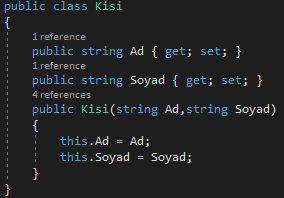 public class Kisi
{
1 reference
public string Ad { get; set; }
1 reference
public string Soyad { get; set; }
4 references
public Kisi(string Ad,string Soyad)
{
this.Ad = Ad;
this.Soyad = Soyad;
}
}